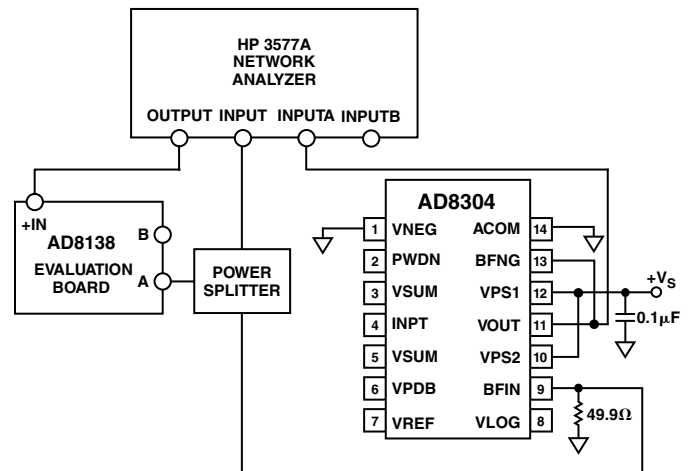 HP 3577A
NETWORK
ANALYZER
OUTPUT INPUT INPUTA INPUTB
+IN
AD8138
EVALUATION
BOARD
B
A
POWER
SPLITTER
AD8304
1 VNEG ACOM 14
2 PWDN BFNG 13
3 VSUM VPS1 12
4 INPT VOUT 11
5 VSUM VPS2 10
6 VPDB BFIN 9
7 VREF VLOG 8
+VS
0.1μF
49.9Ω